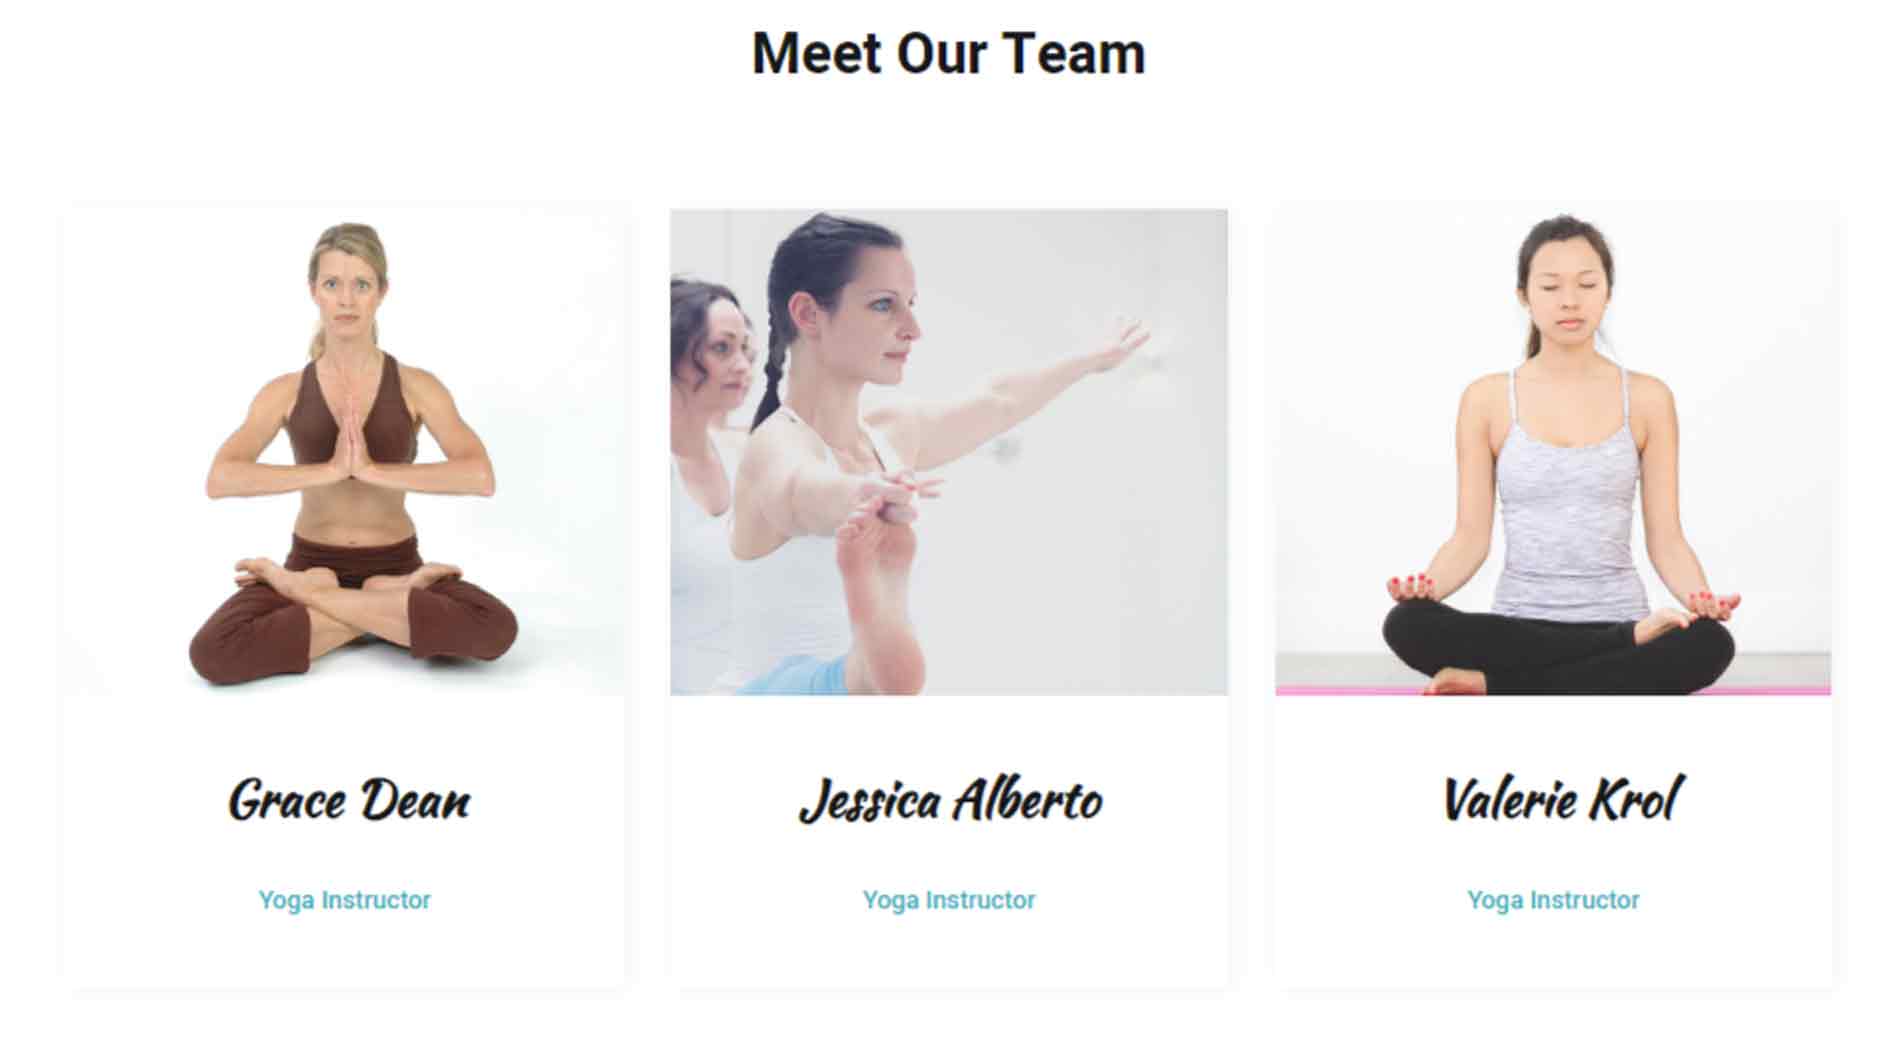 Meet Our Team
Grace Dean
Jessica Alberto
Valerie Krol
Yoga Instructor
Yoga Instructor
Yoga Instructor